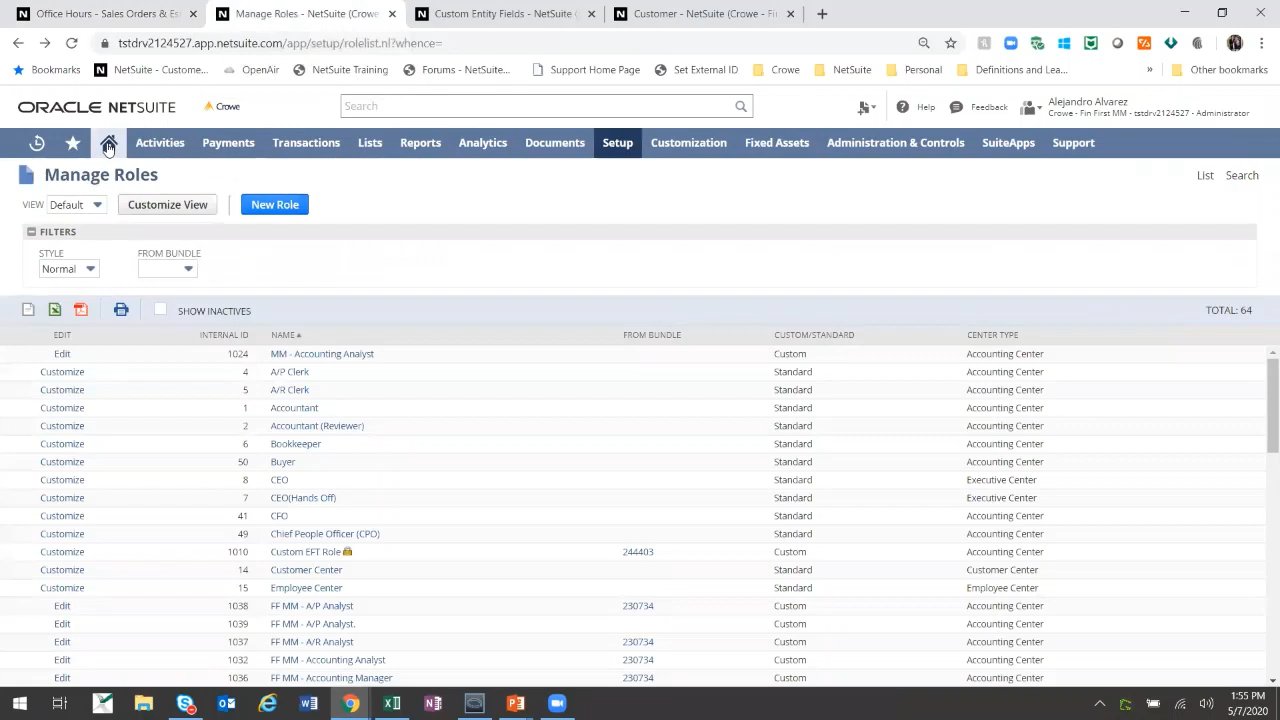 Office Hours - Sales Orders & Est
Manage Roles - NetSuite (Crowe
Custom Entity Fields - NetSuite (
Customer - NetSuite (Crowe - Fi
tstdrv2124527.app.netsuite.com/app/setup/rolelist.nl?whence=
Bookmarks NetSuite - Custome... OpenAir NetSuite Training Forums - NetSuite... Support Home Page Set External ID Crowe NetSuite Personal Definitions and Lea... » Other bookmarks
ORACLE NETSUITE Crowe Search Help Feedback Alejandro Alvarez
Crowe - Fin First MM - tstdrv2124527 - Administrator
Activities Payments Transactions Lists Reports Analytics Documents Setup Customization Fixed Assets Administration & Controls SuiteApps Support
Manage Roles List Search
VIEW Default Customize View New Role
FILTERS
STYLE FROM BUNDLE
Normal
SHOW INACTIVES TOTAL: 64
EDIT INTERNAL ID NAME FROM BUNDLE CUSTOM/STANDARD CENTER TYPE
Edit 1024 MM - Accounting Analyst Custom Accounting Center
Customize 4 A/P Clerk Standard Accounting Center
Customize 5 A/R Clerk Standard Accounting Center
Customize 1 Accountant Standard Accounting Center
Customize 2 Accountant (Reviewer) Standard Accounting Center
Customize 6 Bookkeeper Standard Accounting Center
Customize 50 Buyer Standard Accounting Center
Customize 8 CEO Standard Executive Center
Customize 7 CEO(Hands Off) Standard Executive Center
Customize 41 CFO Standard Accounting Center
Customize 49 Chief People Officer (CPO) Standard Accounting Center
Customize 1010 Custom EFT Role 244403 Custom Accounting Center
Customize 14 Customer Center Standard Customer Center
Customize 15 Employee Center Standard Employee Center
Edit 1038 FF MM - A/P Analyst 230734 Custom Accounting Center
Edit 1039 FF MM - A/P Analyst. Custom Accounting Center
Edit 1037 FF MM - A/R Analyst 230734 Custom Accounting Center
Edit 1032 FF MM - Accounting Analyst 230734 Custom Accounting Center
Edit 1036 FF MM - Accounting Manager 230734 Custom Accounting Center
1:55 PM
5/7/2020